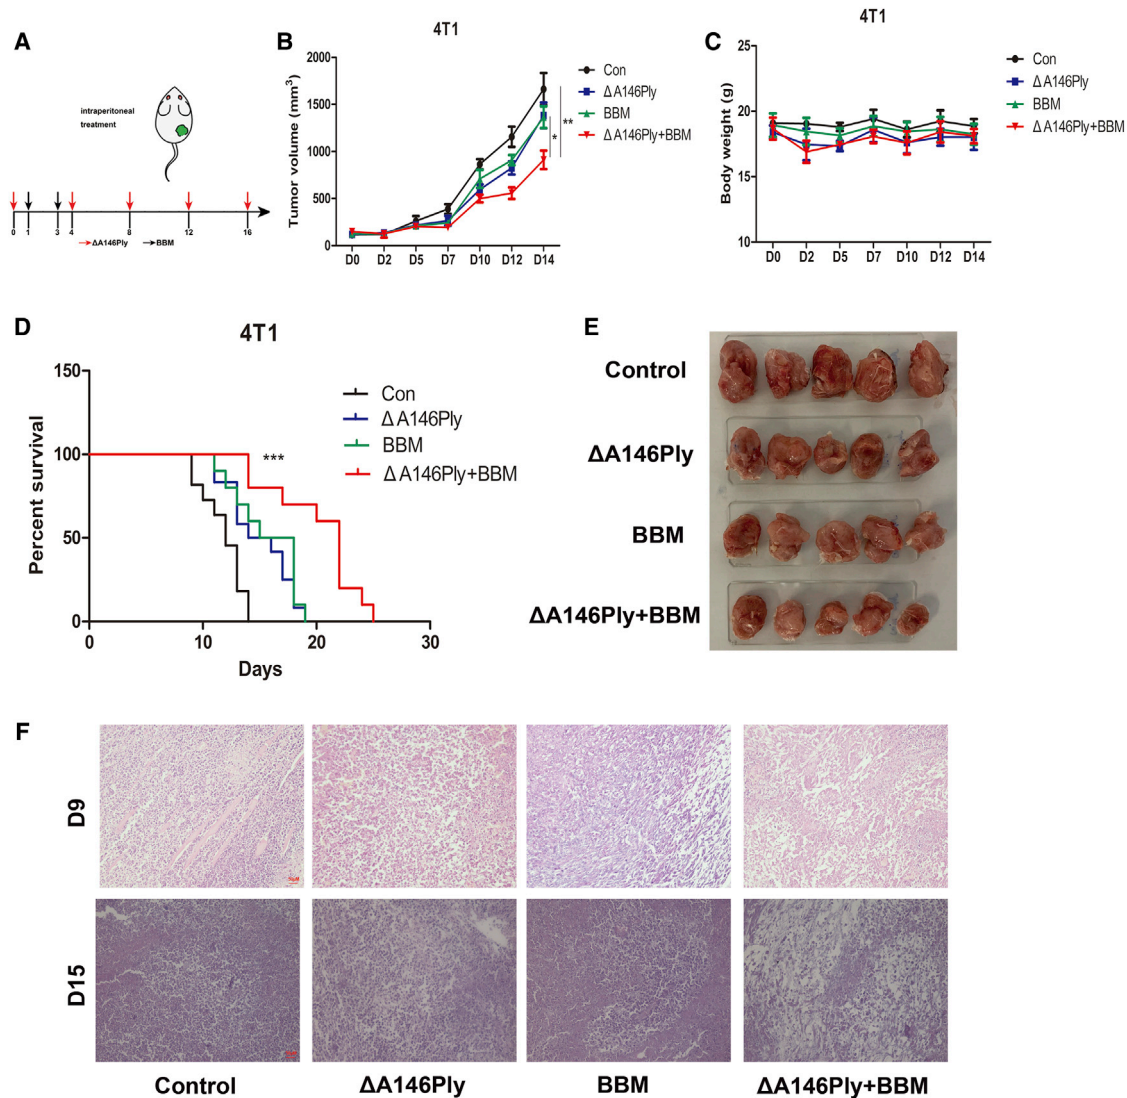 A
intraperitoneal
treatment
0 1 3 4 8 12 16
ΔA146Ply BBM
B
4T1
Tumor volume (mm³)
2000
1500
1000
500
0
D0 D2 D5 D7 D10 D12 D14
Con
ΔA146Ply
BBM
ΔA146Ply+BBM
*
**
C
4T1
Body weight (g)
25
20
15
10
D0 D2 D5 D7 D10 D12 D14
Con
ΔA146Ply
BBM
ΔA146Ply+BBM
D
4T1
Percent survival
150
100
50
0
0 10 20 30
Days
***
Con
ΔA146Ply
BBM
ΔA146Ply+BBM
E
Control
ΔA146Ply
BBM
ΔA146Ply+BBM
F
D9
D15
Control ΔA146Ply BBM ΔA146Ply+BBM